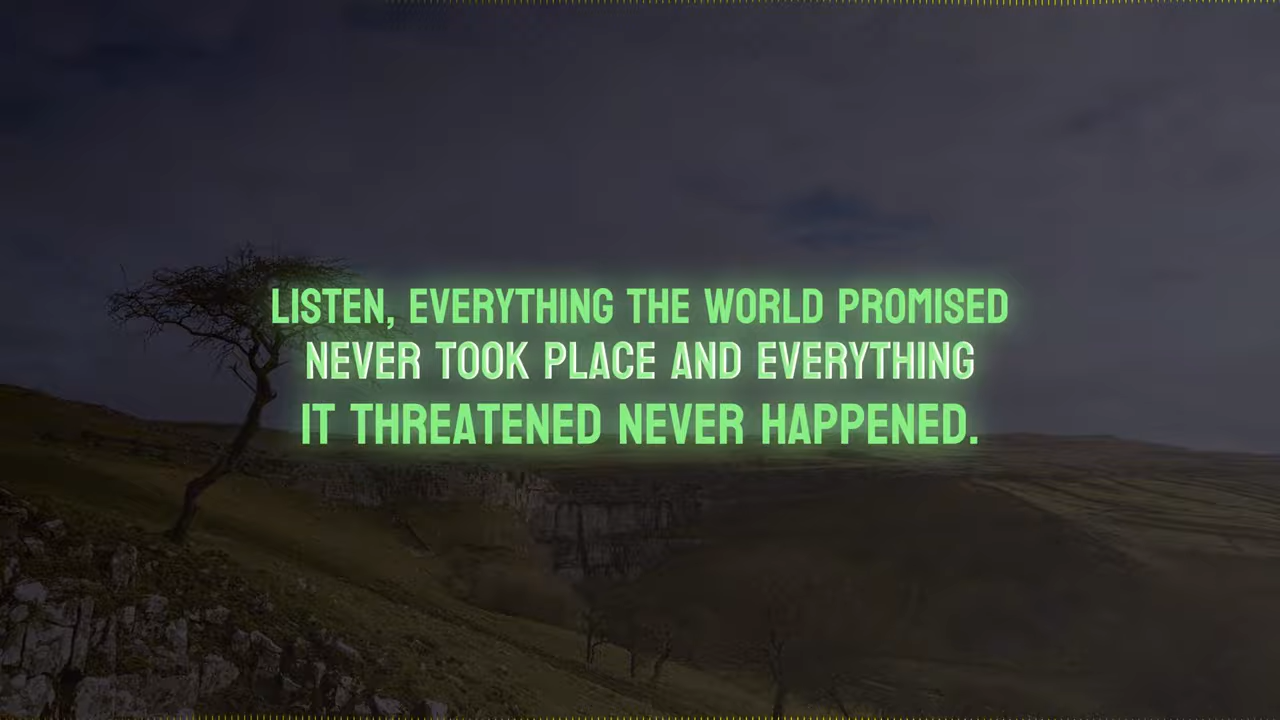 LISTEN, EVERYTHING THE WORLD PROMISED
NEVER TOOK PLACE AND EVERYTHING
IT THREATENED NEVER HAPPENED.